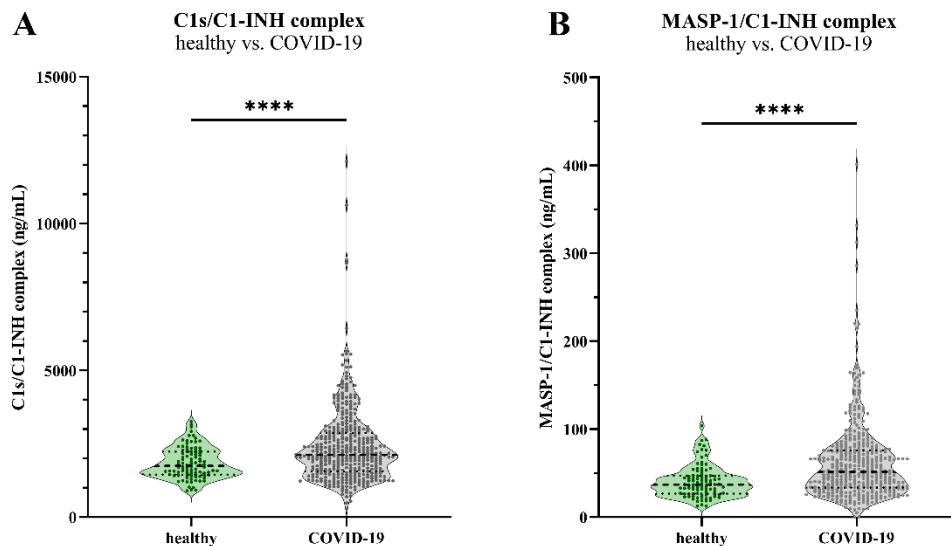 A
C1s/C1-INH complex
healthy vs. COVID-19
15000
10000
5000
0
C1s/C1-INH complex (ng/mL)
****
healthy
COVID-19
B
MASP-1/C1-INH complex
healthy vs. COVID-19
500
400
300
200
100
0
MASP-1/C1-INH complex (ng/mL)
****
healthy
COVID-19